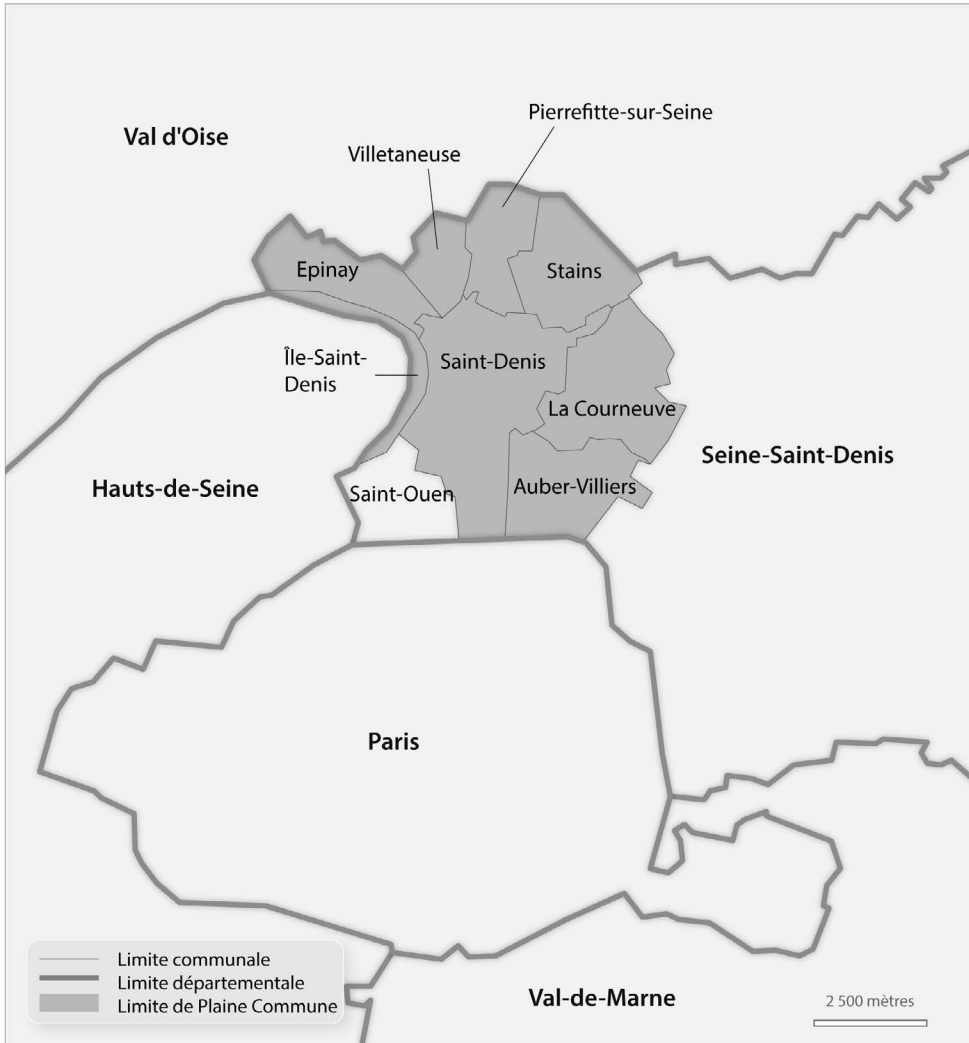 Pierrefitte-sur-Seine
Val d'Oise
Villetaneuse
Epinay
Stains
Île-Saint-
Denis
Saint-Denis
La Courneuve
Seine-Saint-Denis
Hauts-de-Seine
Saint-Ouen
Auber-Villiers
Paris
Limite communale
Limite départementale
Limite de Plaine Commune
Val-de-Marne
2 500 mètres